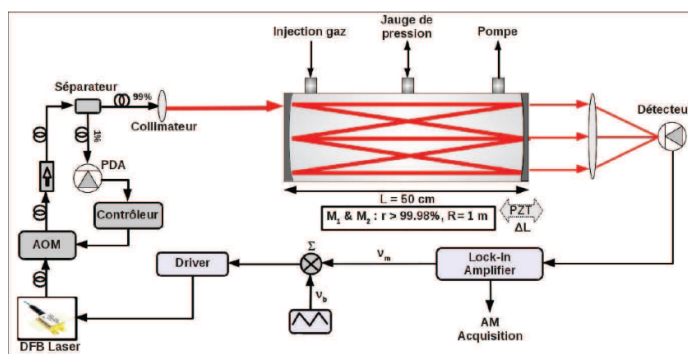 Injection gaz
Jauge de
pression
Pompe
Séparateur
99%
Collimateur
1%
PDA
Contrôleur
AOM
DFB Laser
Détecteur
L = 50 cm
M₁ & M₂ : r > 99.98%, R= 1 m
PZT
ΔL
Driver
Σ
νₘ
Lock-in
Amplifier
ν_b
AM
Acquisition